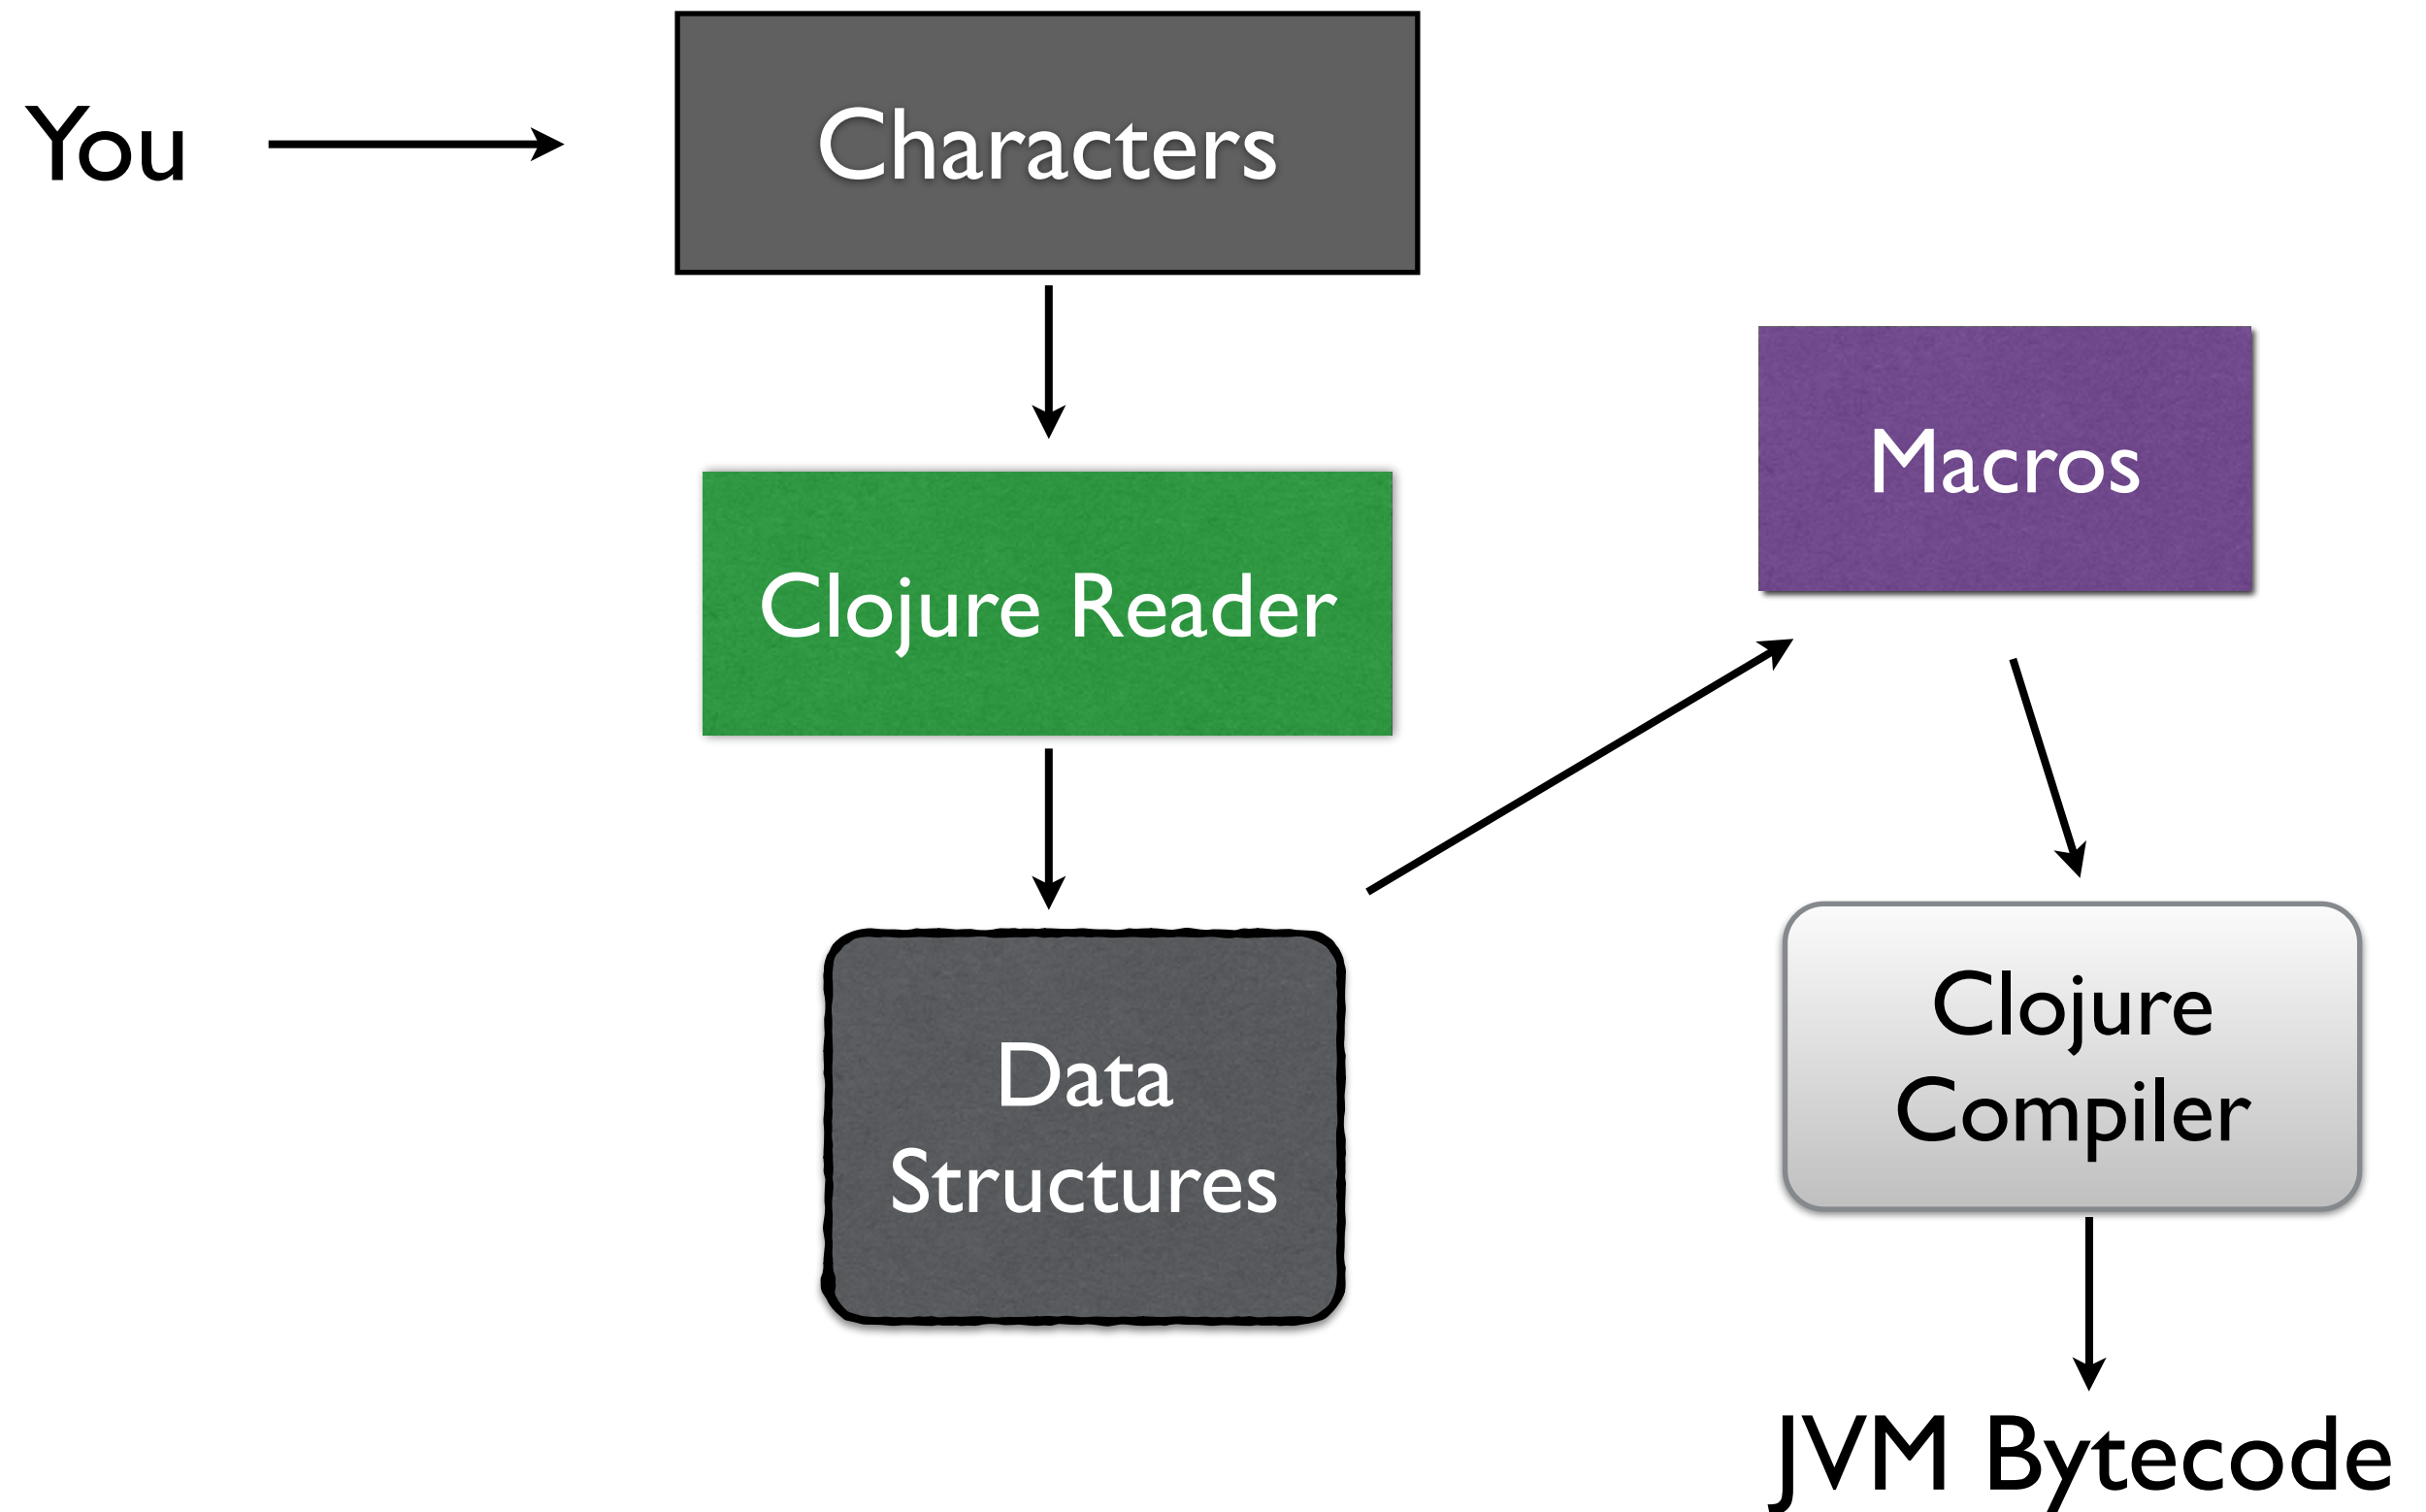 You
Characters
Clojure Reader
Data
Structures
Macros
Clojure
Compiler
JVM Bytecode